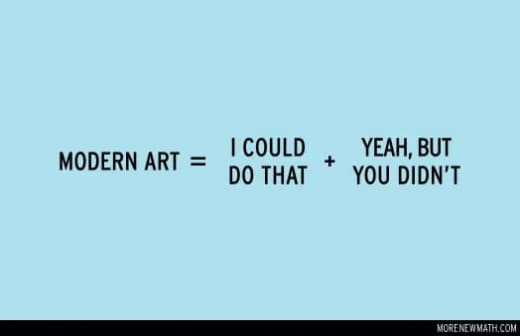 MODERN ART = I COULD DO THAT + YEAH, BUT YOU DIDN'T
MORENEWMATH.COM